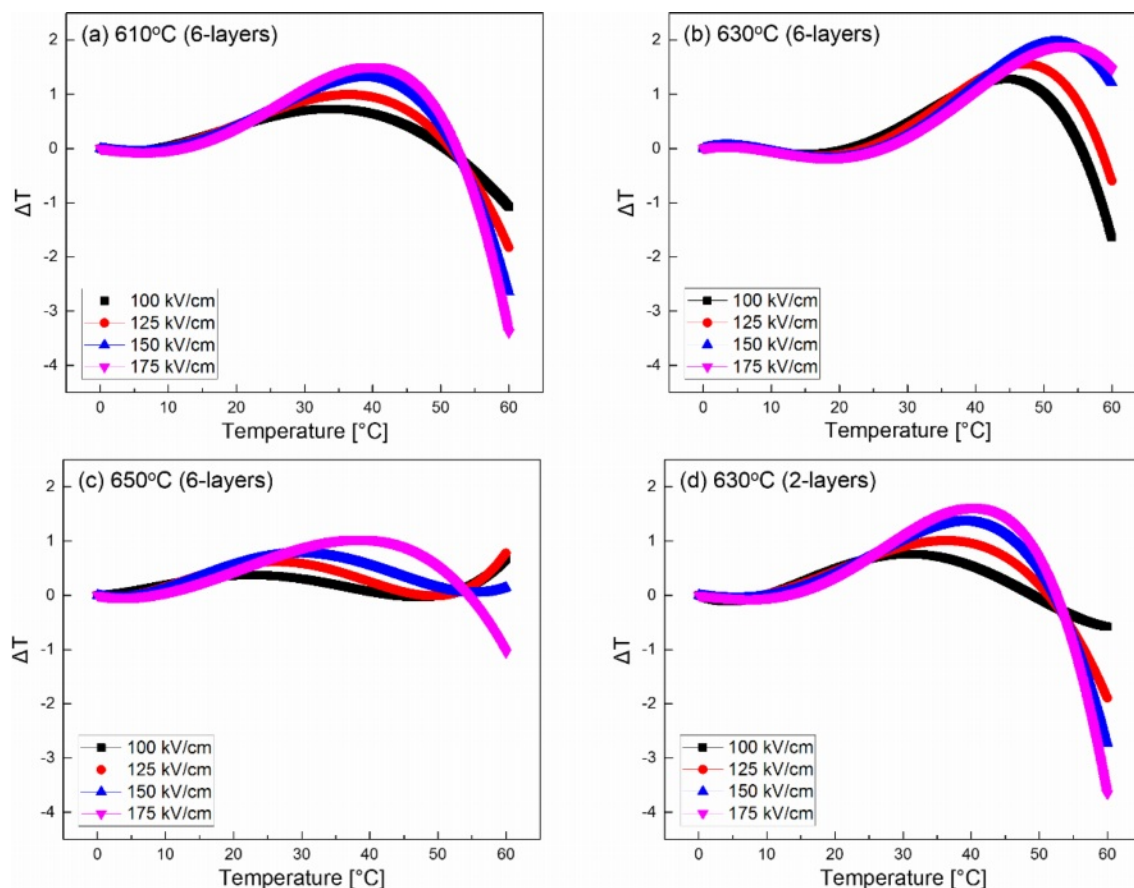 (a) 610°C (6-layers)
2
1
0
-1
-2
-3
-4
ΔT
100 kV/cm
125 kV/cm
150 kV/cm
175 kV/cm
0 10 20 30 40 50 60
Temperature [°C]
(b) 630°C (6-layers)
2
1
0
-1
-2
-3
-4
ΔT
100 kV/cm
125 kV/cm
150 kV/cm
175 kV/cm
0 10 20 30 40 50 60
Temperature [°C]
(c) 650°C (6-layers)
2
1
0
-1
-2
-3
-4
ΔT
100 kV/cm
125 kV/cm
150 kV/cm
175 kV/cm
0 10 20 30 40 50 60
Temperature [°C]
(d) 630°C (2-layers)
2
1
0
-1
-2
-3
-4
ΔT
100 kV/cm
125 kV/cm
150 kV/cm
175 kV/cm
0 10 20 30 40 50 60
Temperature [°C]